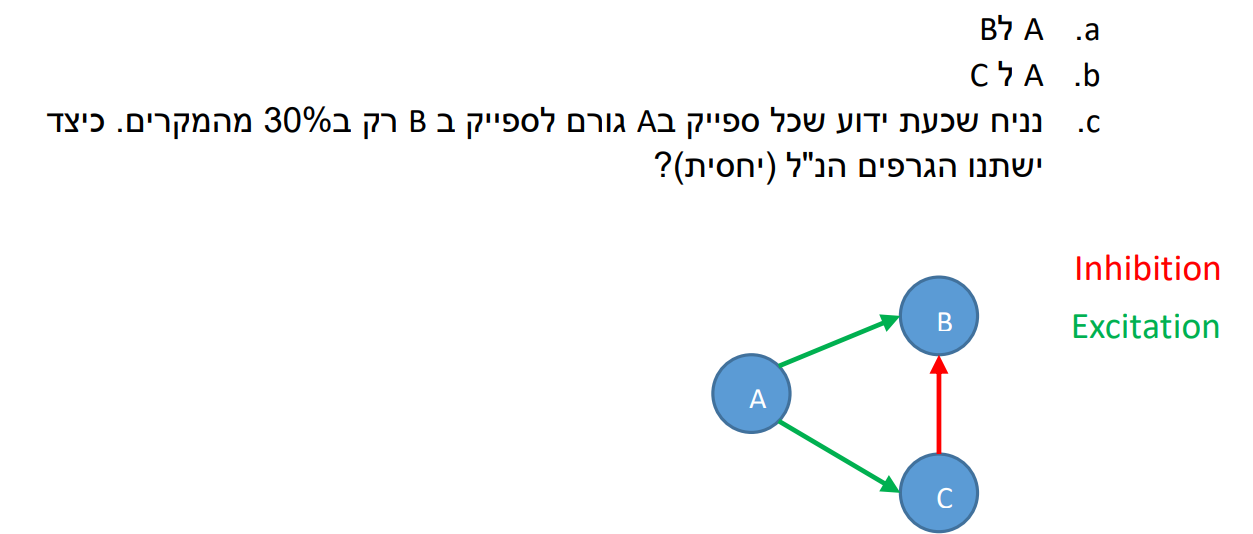 a. A לB
b. A ל C
c. נניח שכעת ידוע שכל ספייק בA גורם לספייק ב B רק ב30% מהמקרים. כיצד
ישתנו הגרפים הנ"ל (יחסית)?
Inhibition
B
Excitation
A
C